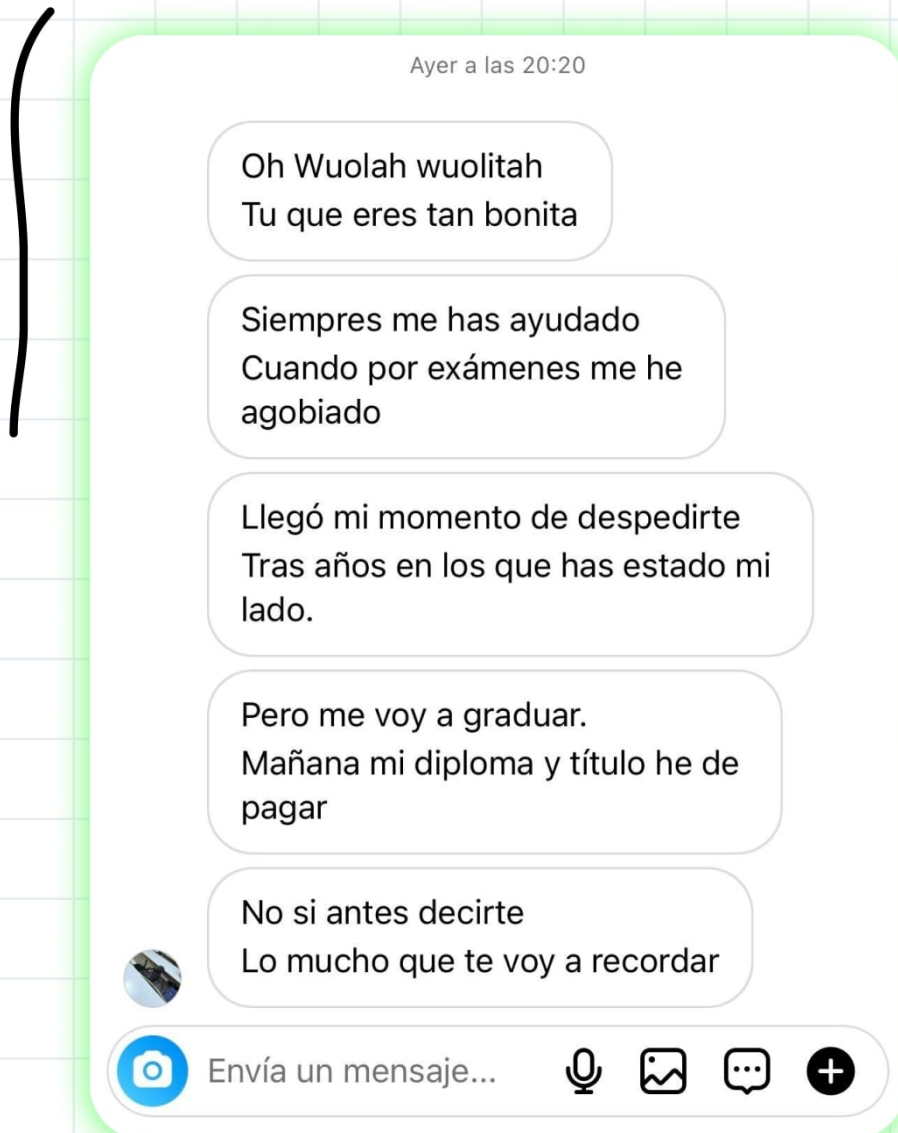 Ayer a las 20:20
Oh Wuolah wuolitah
Tu que eres tan bonita
Siempres me has ayudado
Cuando por exámenes me he
agobiado
Llegó mi momento de despedirte
Tras años en los que has estado mi
lado.
Pero me voy a graduar.
Mañana mi diploma y título he de
pagar
No si antes decirte
Lo mucho que te voy a recordar
Envía un mensaje...